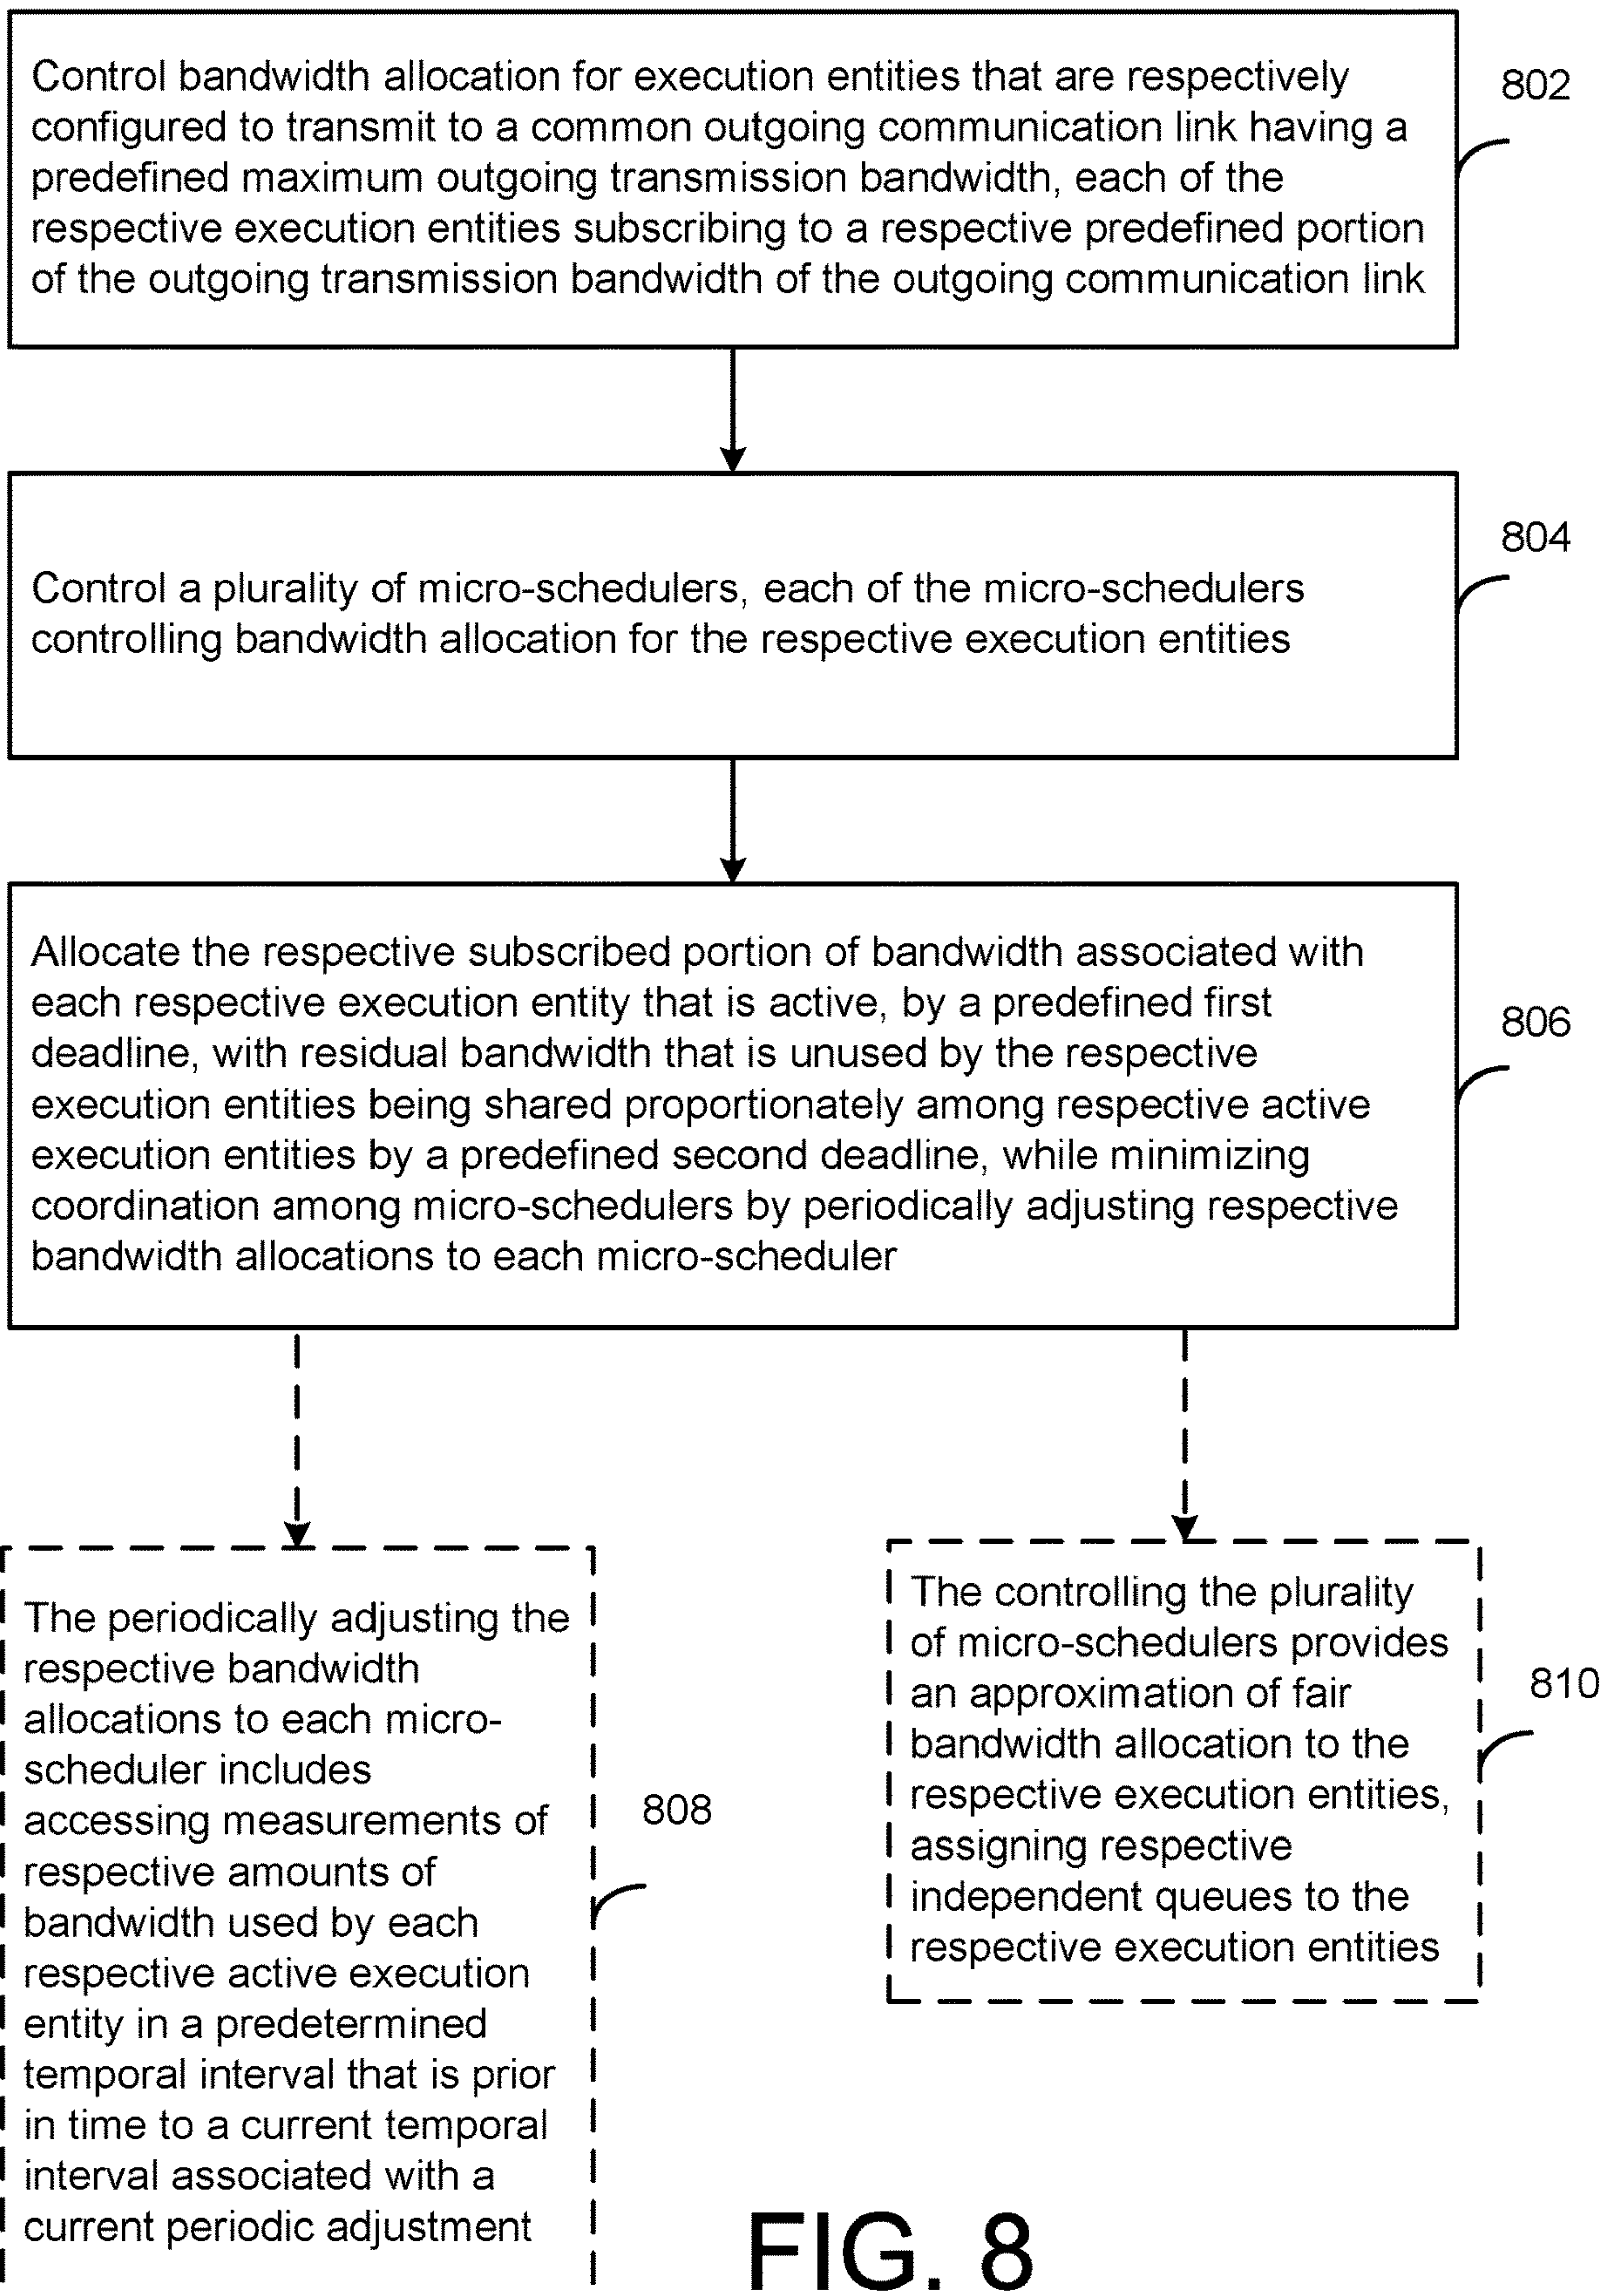 Control bandwidth allocation for execution entities that are respectively
configured to transmit to a common outgoing communication link having a
predefined maximum outgoing transmission bandwidth, each of the
respective execution entities subscribing to a respective predefined portion
of the outgoing transmission bandwidth of the outgoing communication link
802
Control a plurality of micro-schedulers, each of the micro-schedulers
controlling bandwidth allocation for the respective execution entities
804
Allocate the respective subscribed portion of bandwidth associated with
each respective execution entity that is active, by a predefined first
deadline, with residual bandwidth that is unused by the respective
execution entities being shared proportionately among respective active
execution entities by a predefined second deadline, while minimizing
coordination among micro-schedulers by periodically adjusting respective
bandwidth allocations to each micro-scheduler
806
The periodically adjusting the
respective bandwidth
allocations to each micro-
scheduler includes
accessing measurements of
respective amounts of
bandwidth used by each
respective active execution
entity in a predetermined
temporal interval that is prior
in time to a current temporal
interval associated with a
current periodic adjustment
808
The controlling the plurality
of micro-schedulers provides
an approximation of fair
bandwidth allocation to the
respective execution entities,
assigning respective
independent queues to the
respective execution entities
810
FIG. 8